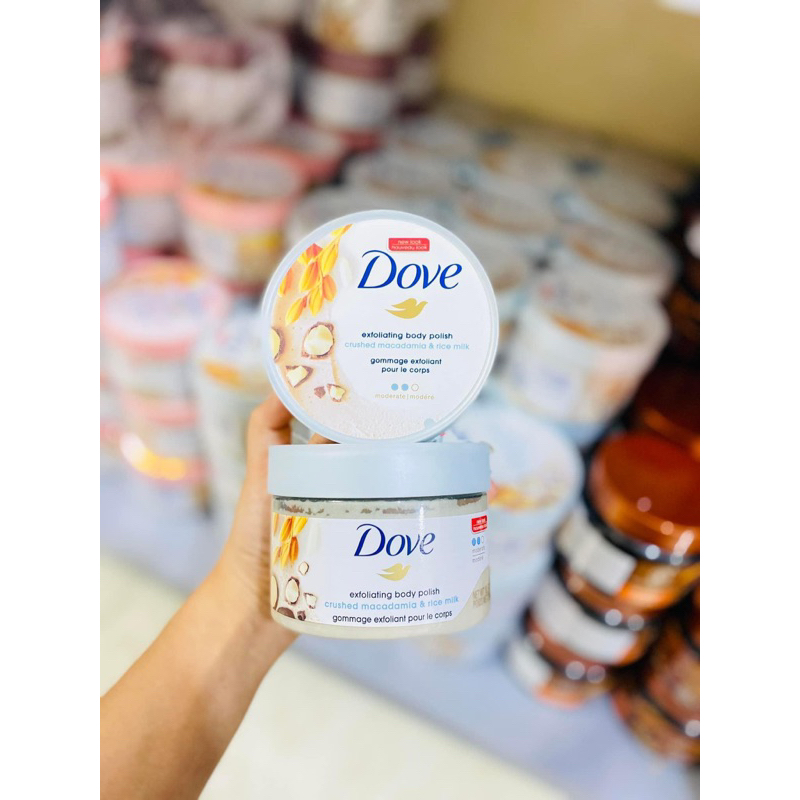 new look
nouveau look
Dove
exfoliating body polish
crushed macadamia & rice milk
gommage exfoliant
pour le corps
moderate | modéré
Dove
exfoliating body polish
crushed macadamia & rice milk
gommage exfoliant pour le corps